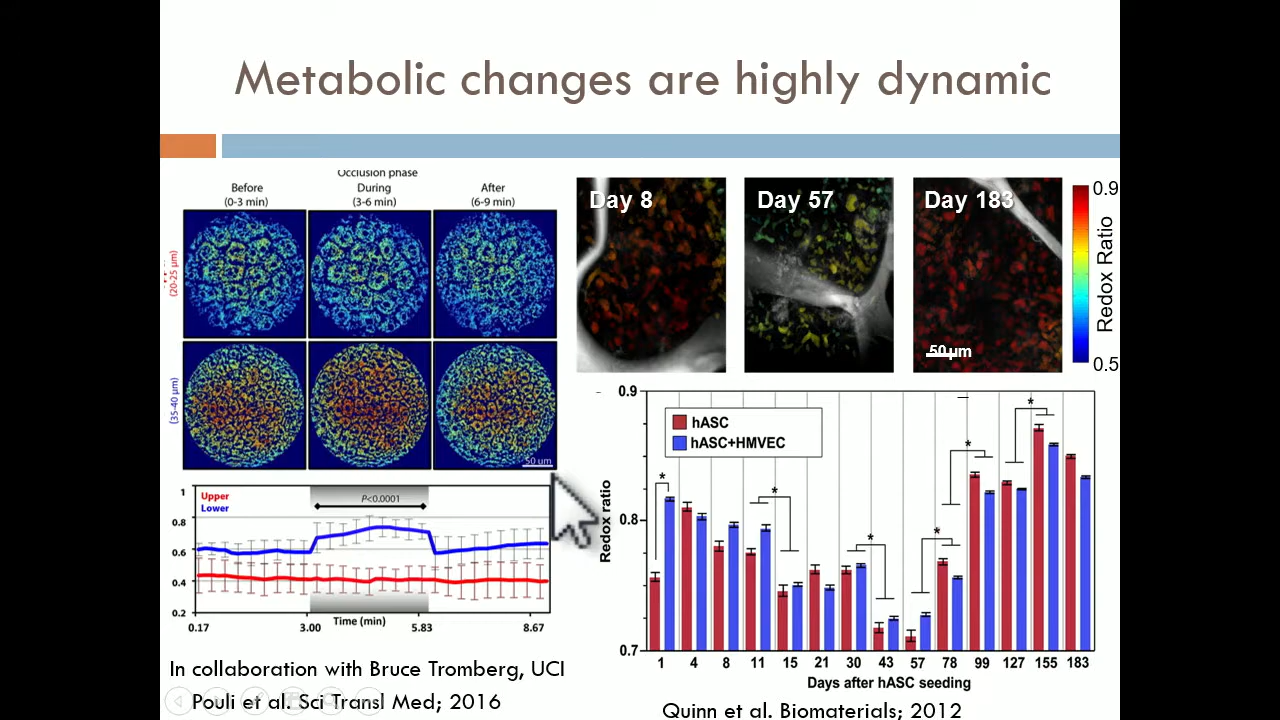 Metabolic changes are highly dynamic
Occlusion phase
Before
(0-3 min)
During
(3-6 min)
After
(6-9 min)
(20-25 µm)
(35-40 µm)
50 um
1
0.8
0.6
0.4
0.2
Upper
Lower
P<0.0001
0.17
3.00
5.83
8.67
Time (min)
In collaboration with Bruce Tromberg, UCI
Pouli et al. Sci Transl Med; 2016
Day 8
Day 57
Day 183
50µm
0.9
0.5
Redox Ratio
0.9
0.8
0.7
Redox ratio
hASC
hASC+HMVEC
*
*
*
*
*
*
1
4
8
11
15
21
30
43
57
78
99
127
155
183
Days after hASC seeding
Quinn et al. Biomaterials; 2012